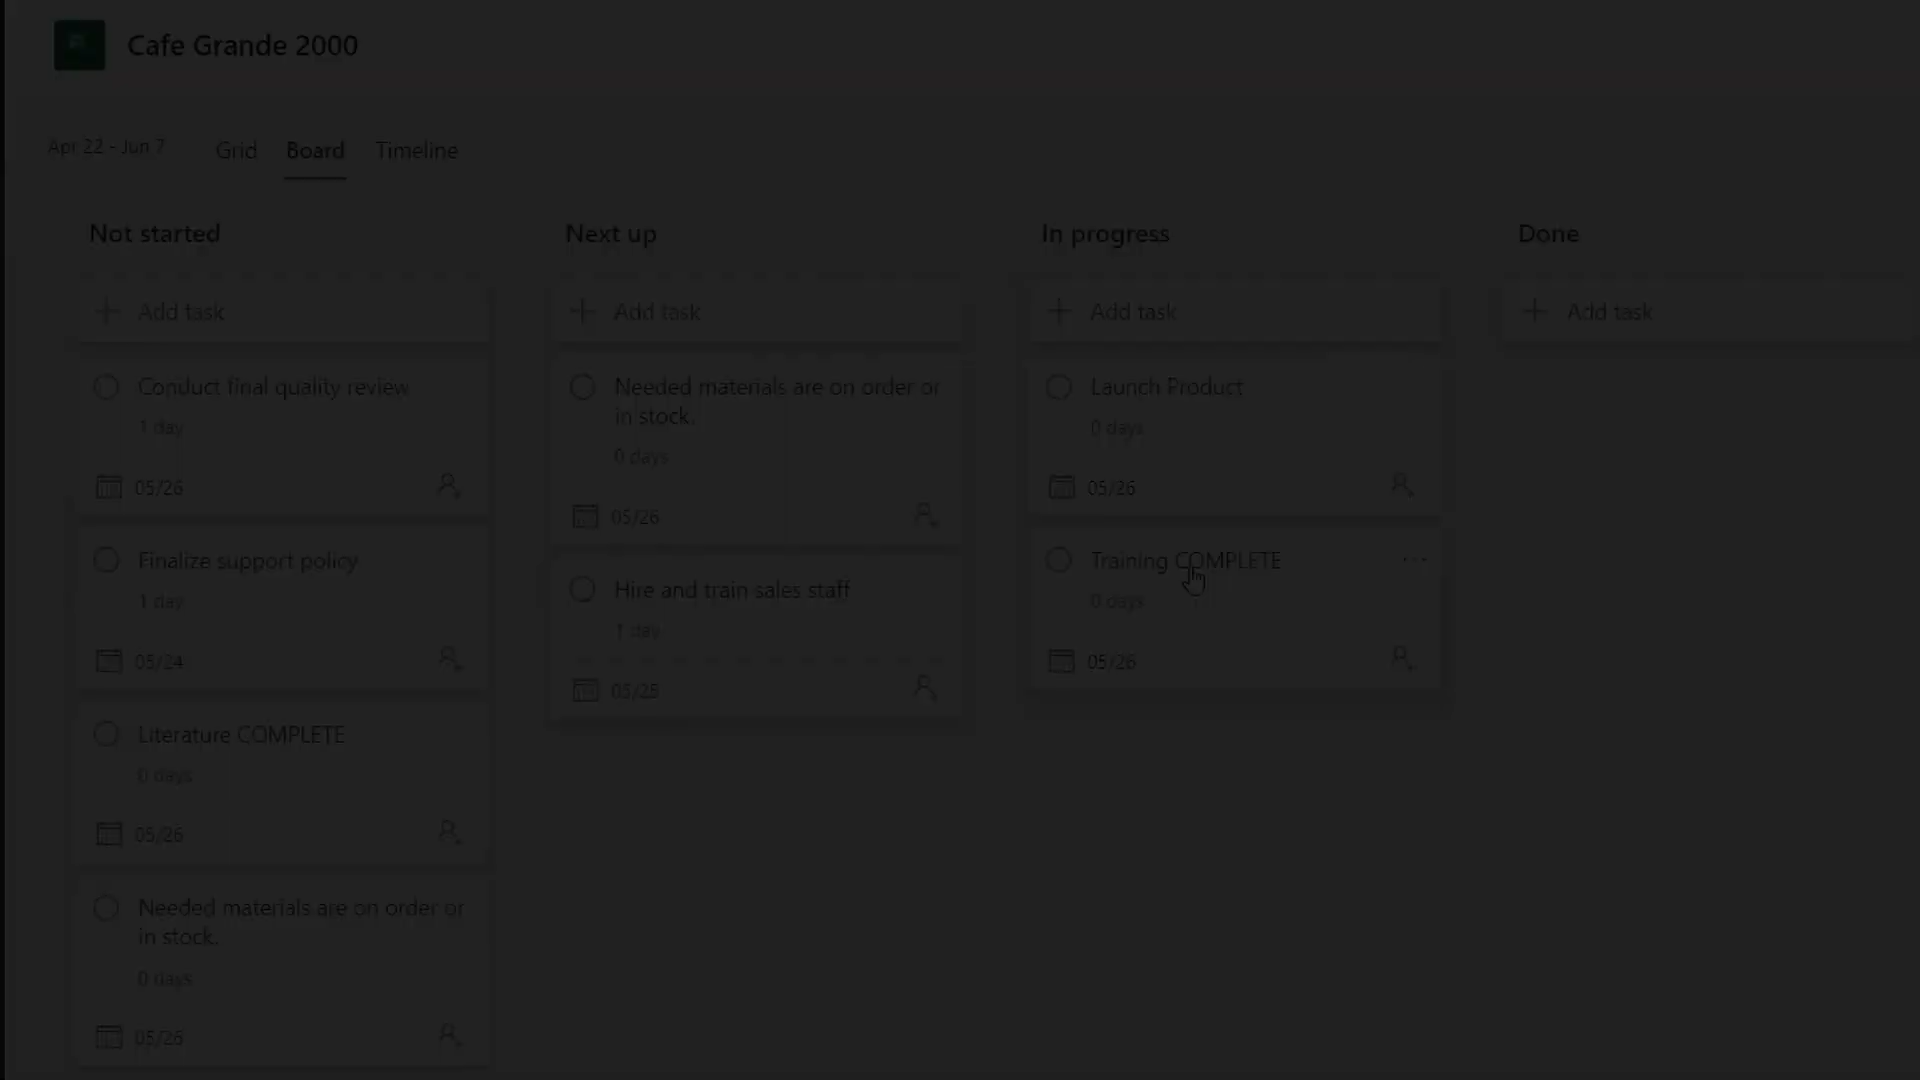 Cafe Grande 2000
Apr 22 - Jun 7
Grid
Board
Timeline
Not started
Add task
Conduct final quality review
1 day
05/26
Finalize support policy
1 day
05/24
Literature COMPLETE
0 days
05/26
Needed materials are on order or
in stock.
0 days
05/26
Next up
Add task
Needed materials are on order or
in stock.
0 days
05/26
Hire and train sales staff
1 day
05/25
In progress
Add task
Launch Product
0 days
05/26
Training COMPLETE
0 days
05/26
Done
Add task